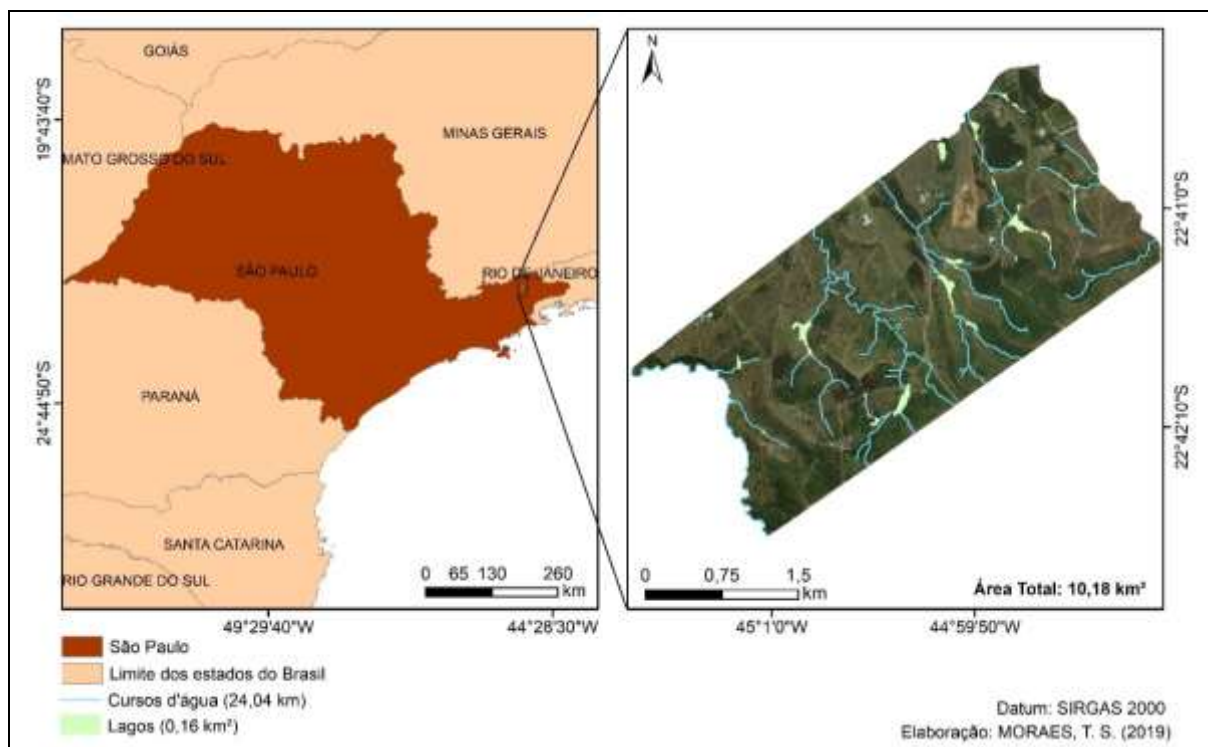 GOIÁS
MINAS GERAIS
MATO GROSSO DO SUL
SÃO PAULO
RIO DE JANEIRO
PARANÁ
SANTA CATARINA
RIO GRANDE DO SUL
19°43'40"S
24°44'50"S
49°29'40"W
44°28'30"W
0 65 130 260
km
N
22°41'0"S
22°42'10"S
0 0,75 1,5
km
Área Total: 10,18 km²
45°1'0"W
44°59'50"W
São Paulo
Limite dos estados do Brasil
Cursos d'água (24,04 km)
Lagos (0,16 km²)
Datum: SIRGAS 2000
Elaboração: MORAES, T. S. (2019)